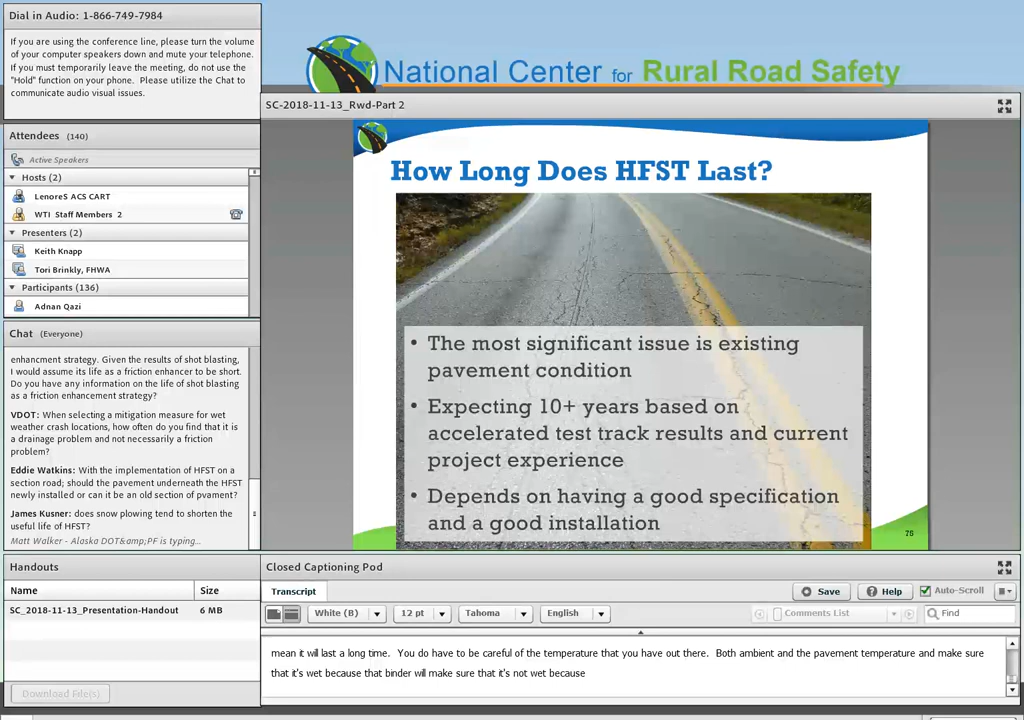 Dial in Audio: 1-866-749-7984
If you are using the conference line, please turn the volume
of your computer speakers down and mute your telephone.
If you must temporarily leave the meeting, do not use the
"Hold" function on your phone.  Please utilize the Chat to
communicate audio visual issues.
National Center for Rural Road Safety
SC-2018-11-13_Rwd-Part 2
Attendees (140)
Active Speakers
Hosts (2)
LenoreS ACS CART
WTI Staff Members 2
Presenters (2)
Keith Knapp
Tori Brinkly, FHWA
Participants (136)
Adnan Qazi
How Long Does HFST Last?
• The most significant issue is existing
pavement condition
• Expecting 10+ years based on
accelerated test track results and current
project experience
• Depends on having a good specification
and a good installation
75
Chat (Everyone)
enhancment strategy. Given the results of shot blasting,
I would assume its life as a friction enhancer to be short.
Do you have any information on the life of shot blasting
as a friction enhancement strategy?
VDOT: When selecting a mitigation measure for wet
weather crash locations, how often do you find that it is
a drainage problem and not necessarily a friction
problem?
Eddie Watkins: With the implementation of HFST on a
section road; should the pavement underneath the HFST
newly installed or can it be an old section of pvament?
James Kusner: does snow plowing tend to shorten the
useful life of HFST?
Matt Walker - Alaska DOT&amp;PF is typing...
Handouts
Name Size
SC_2018-11-13_Presentation-Handout 6 MB
Download File(s)
Closed Captioning Pod
Transcript
Save
Help
Auto-Scroll
White (B)
12 pt
Tahoma
English
Comments List
Find
mean it will last a long time.  You do have to be careful of the temperature that you have out there.  Both ambient and the pavement temperature and make sure
that it's wet because that binder will make sure that it's not wet because